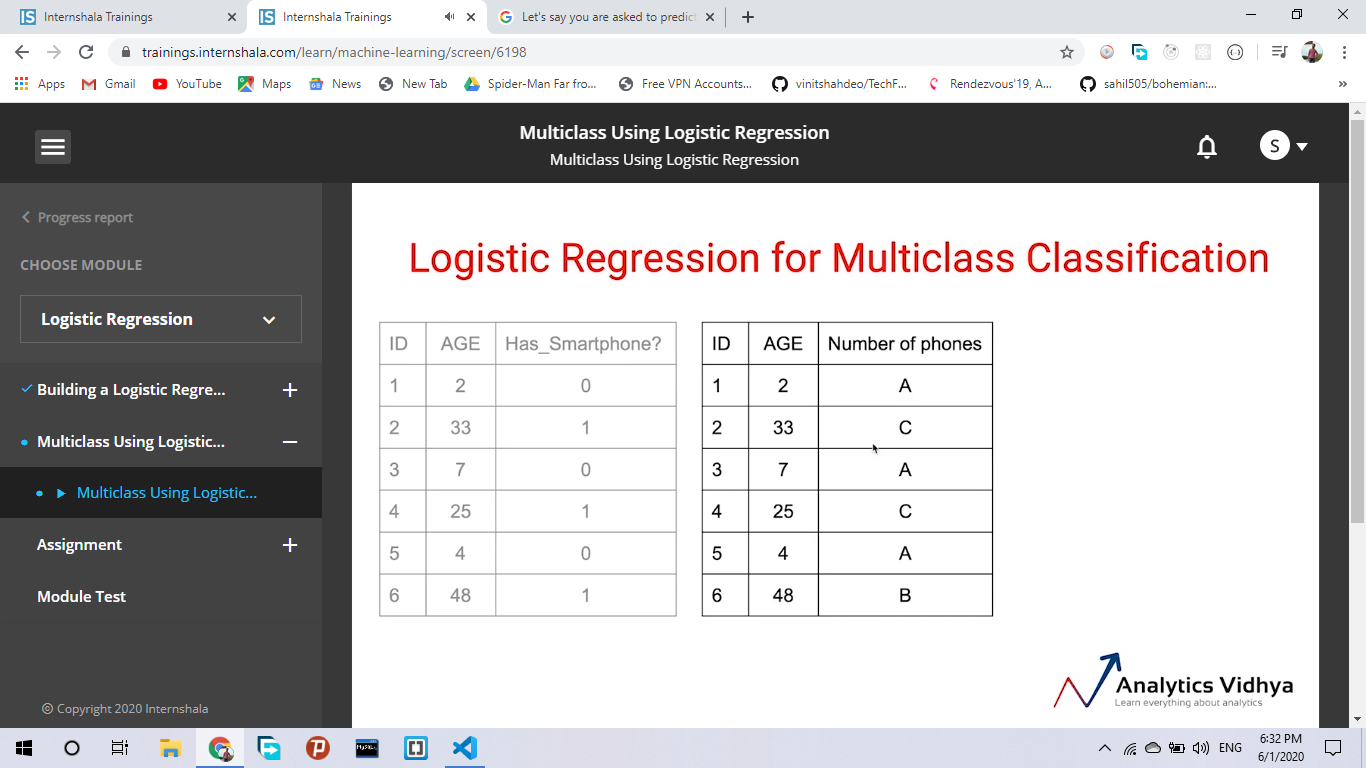 Internshala Trainings
Internshala Trainings
Let's say you are asked to predict
trainings.internshala.com/learn/machine-learning/screen/6198
Apps Gmail YouTube Maps News New Tab Spider-Man Far fro... Free VPN Accounts... vinitshahdeo/TechF... Rendezvous'19, A... sahil505/bohemian:... »
Multiclass Using Logistic Regression
Multiclass Using Logistic Regression
S
Progress report
CHOOSE MODULE
Logistic Regression
Building a Logistic Regre...
Multiclass Using Logistic...
Multiclass Using Logistic...
Assignment
Module Test
© Copyright 2020 Internshala
Logistic Regression for Multiclass Classification
ID AGE Has_Smartphone?
1 2 0
2 33 1
3 7 0
4 25 1
5 4 0
6 48 1
ID AGE Number of phones
1 2 A
2 33 C
3 7 A
4 25 C
5 4 A
6 48 B
Analytics Vidhya
Learn everything about analytics
ENG
6:32 PM
6/1/2020